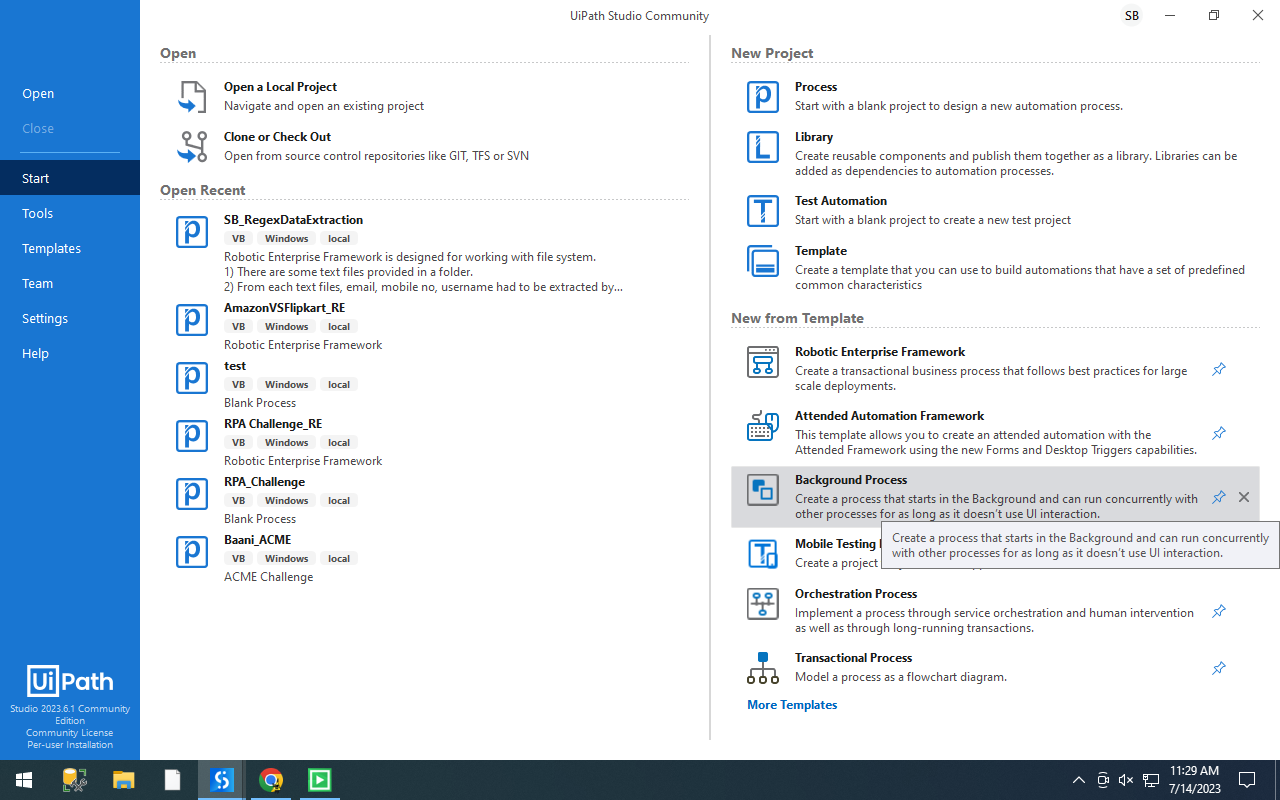 UiPath Studio Community
SB
Open
Close
Start
Tools
Templates
Team
Settings
Help
UiPath
Studio 2023.6.1 Community
Edition
Community License
Per-user Installation
Open
Open a Local Project
Navigate and open an existing project
Clone or Check Out
Open from source control repositories like GIT, TFS or SVN
Open Recent
SB_RegexDataExtraction
VB Windows local
Robotic Enterprise Framework is designed for working with file system.
1) There are some text files provided in a folder.
2) From each text files, email, mobile no, username had to be extracted by...
AmazonVSFlipkart_RE
VB Windows local
Robotic Enterprise Framework
test
VB Windows local
Blank Process
RPA Challenge_RE
VB Windows local
Robotic Enterprise Framework
RPA_Challenge
VB Windows local
Blank Process
Baani_ACME
VB Windows local
ACME Challenge
New Project
Process
Start with a blank project to design a new automation process.
Library
Create reusable components and publish them together as a library. Libraries can be
added as dependencies to automation processes.
Test Automation
Start with a blank project to create a new test project
Template
Create a template that you can use to build automations that have a set of predefined
common characteristics
New from Template
Robotic Enterprise Framework
Create a transactional business process that follows best practices for large
scale deployments.
Attended Automation Framework
This template allows you to create an attended automation with the
Attended Framework using the new Forms and Desktop Triggers capabilities.
Background Process
Create a process that starts in the Background and can run concurrently with
other processes for as long as it doesn't use UI interaction.
Create a process that starts in the Background and can run concurrently
with other processes for as long as it doesn't use UI interaction.
Mobile Testing
Create a project
Orchestration Process
Implement a process through service orchestration and human intervention
as well as through long-running transactions.
Transactional Process
Model a process as a flowchart diagram.
More Templates
11:29 AM
7/14/2023